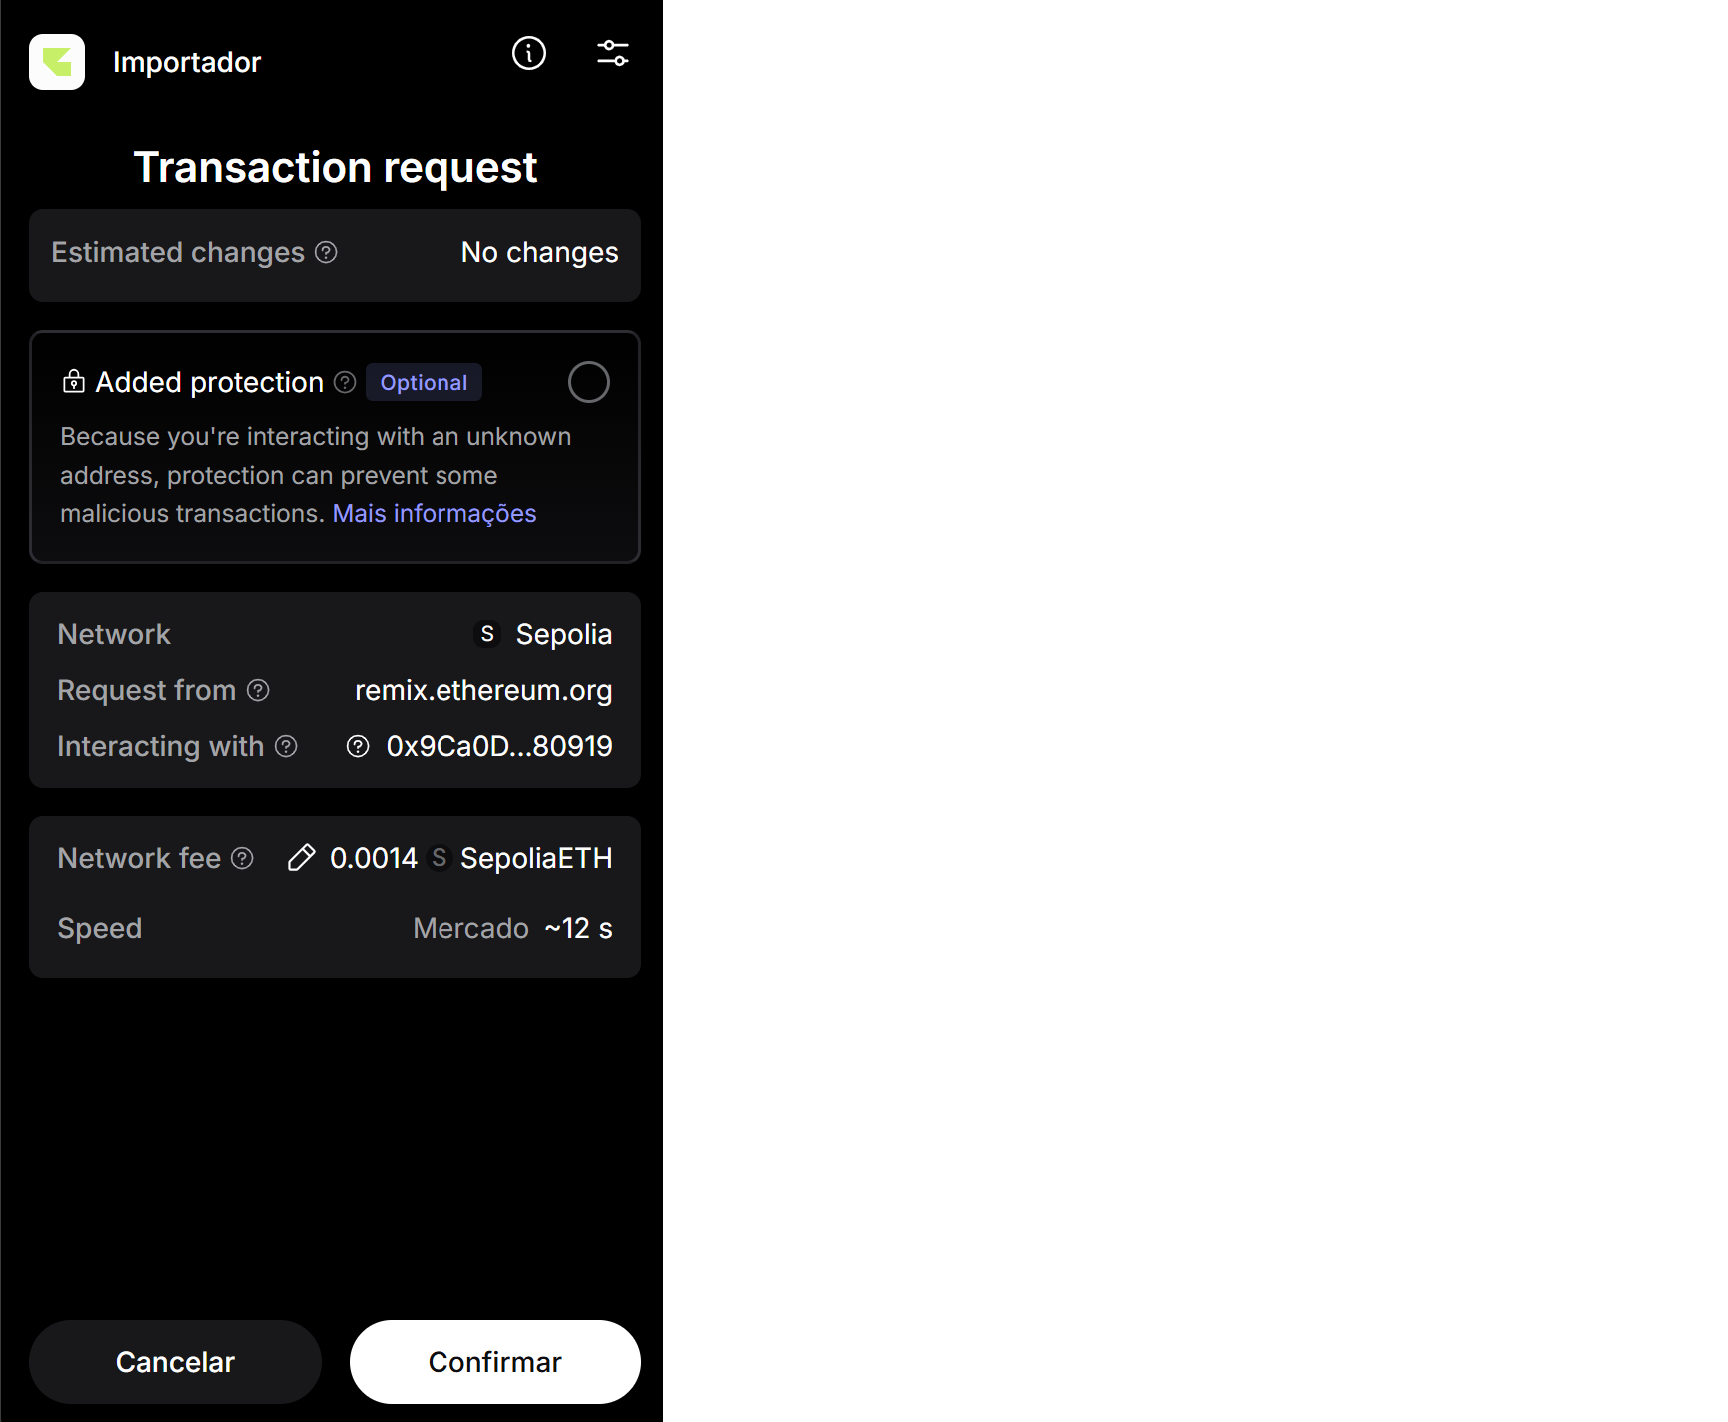 Importador
Transaction request
Estimated changes No changes
Added protection Optional
Because you're interacting with an unknown
address, protection can prevent some
malicious transactions. Mais informações
Network S Sepolia
Request from remix.ethereum.org
Interacting with 0x9Ca0D...80919
Network fee 0.0014 S SepoliaETH
Speed Mercado ~12 s
Cancelar Confirmar